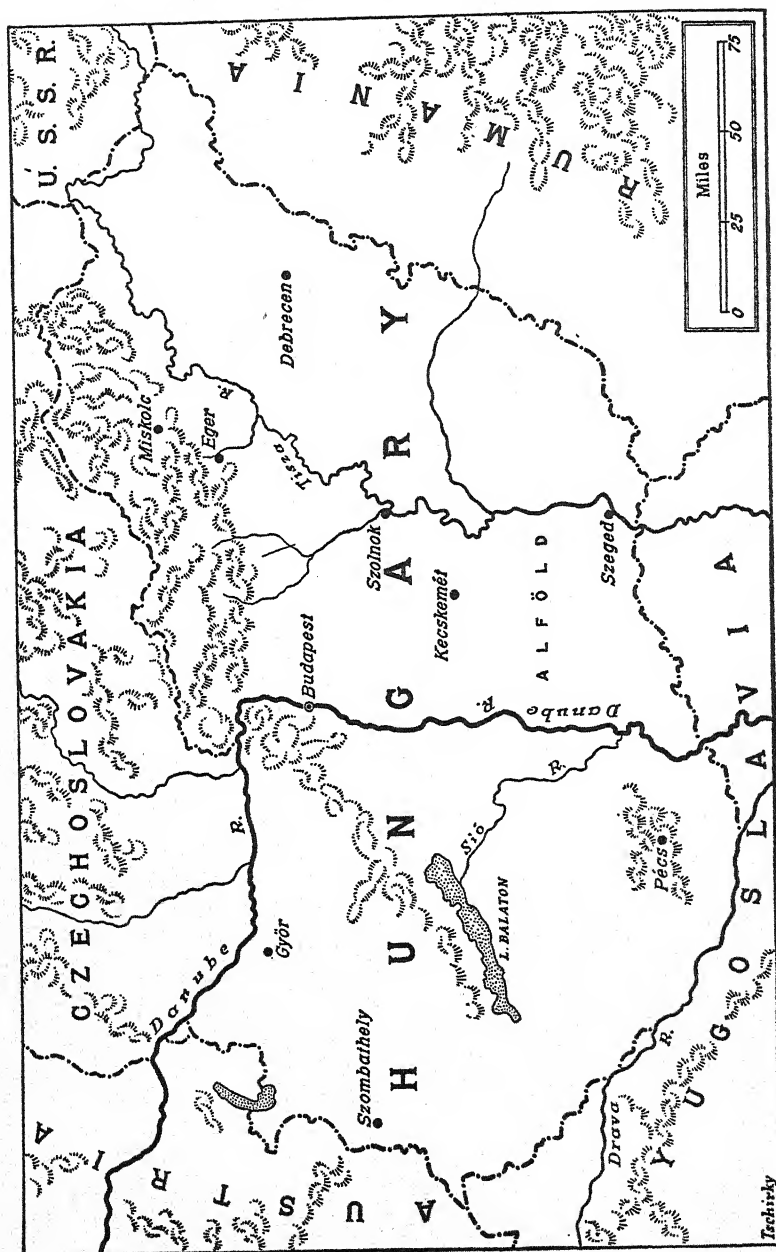 U. S. S. R.
CZECHOSLOVAKIA
AUSTRIA
RUMANIA
HUNGARY
YUGOSLAVIA
Danube
R.
Miskolc
Eger
Tisza R.
Debrecen
Györ
Budapest
Szolnok
Szombathely
Kecskemét
L. BALATON
Sió R.
ALFÖLD
Danube R.
Szeged
Pécs
Drava R.
Miles
0 25 50 75
Tschirky